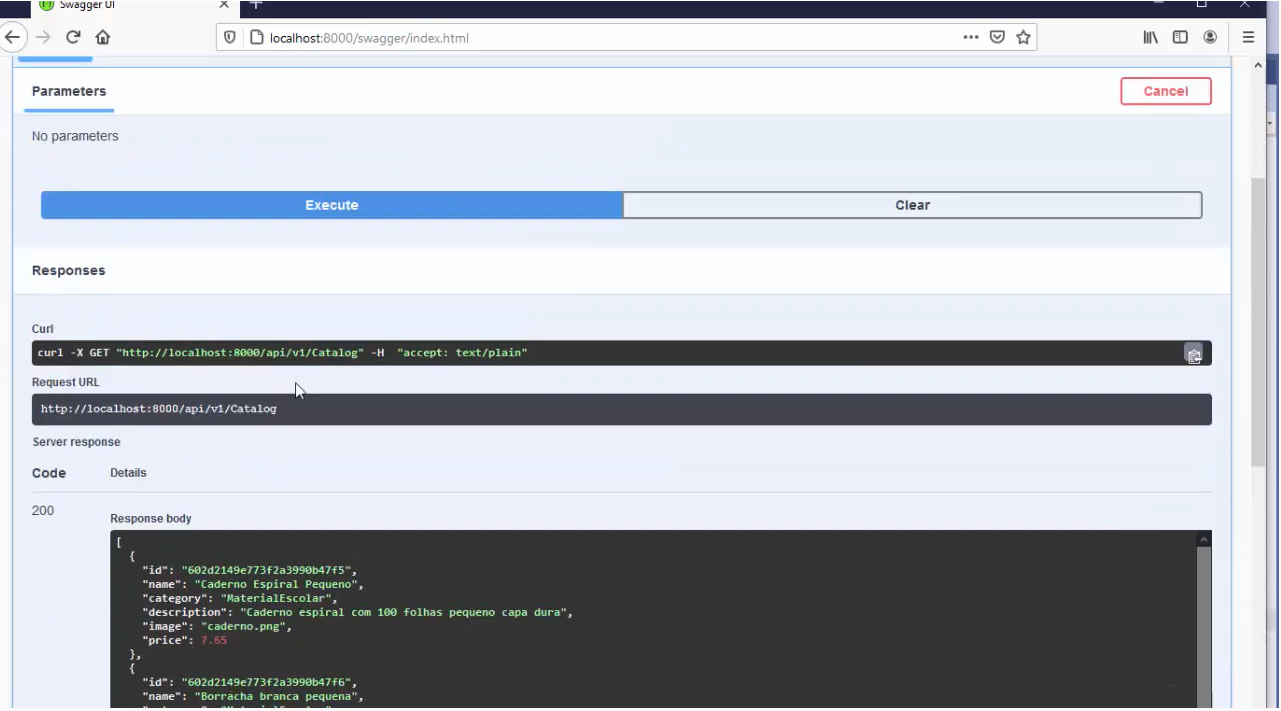 Swagger UI
localhost:8000/swagger/index.html
Parameters
Cancel
No parameters
Execute
Clear
Responses
Curl
curl -X GET "http://localhost:8000/api/v1/Catalog" -H  "accept: text/plain"
Request URL
http://localhost:8000/api/v1/Catalog
Server response
Code
Details
200
Response body
[
{
"id": "602d2149e773f2a3990b47f5",
"name": "Caderno Espiral Pequeno",
"category": "MaterialEscolar",
"description": "Caderno espiral com 100 folhas pequeno capa dura",
"image": "caderno.png",
"price": 7.65
},
{
"id": "602d2149e773f2a3990b47f6",
"name": "Borracha branca pequena",